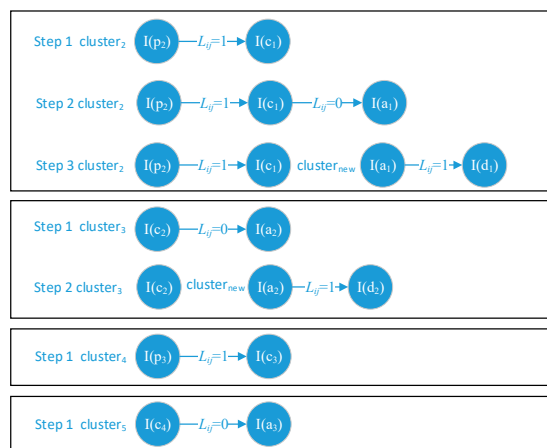 Step 1 cluster₂ I(p₂) Lᵢⱼ=1 I(c₁)
Step 2 cluster₂ I(p₂) Lᵢⱼ=1 I(c₁) Lᵢⱼ=0 I(a₁)
Step 3 cluster₂ I(p₂) Lᵢⱼ=1 I(c₁) clusterₙₑw I(a₁) Lᵢⱼ=1 I(d₁)
Step 1 cluster₃ I(c₂) Lᵢⱼ=0 I(a₂)
Step 2 cluster₃ I(c₂) clusterₙₑw I(a₂) Lᵢⱼ=1 I(d₂)
Step 1 cluster₄ I(p₃) Lᵢⱼ=1 I(c₃)
Step 1 cluster₅ I(c₄) Lᵢⱼ=0 I(a₃)